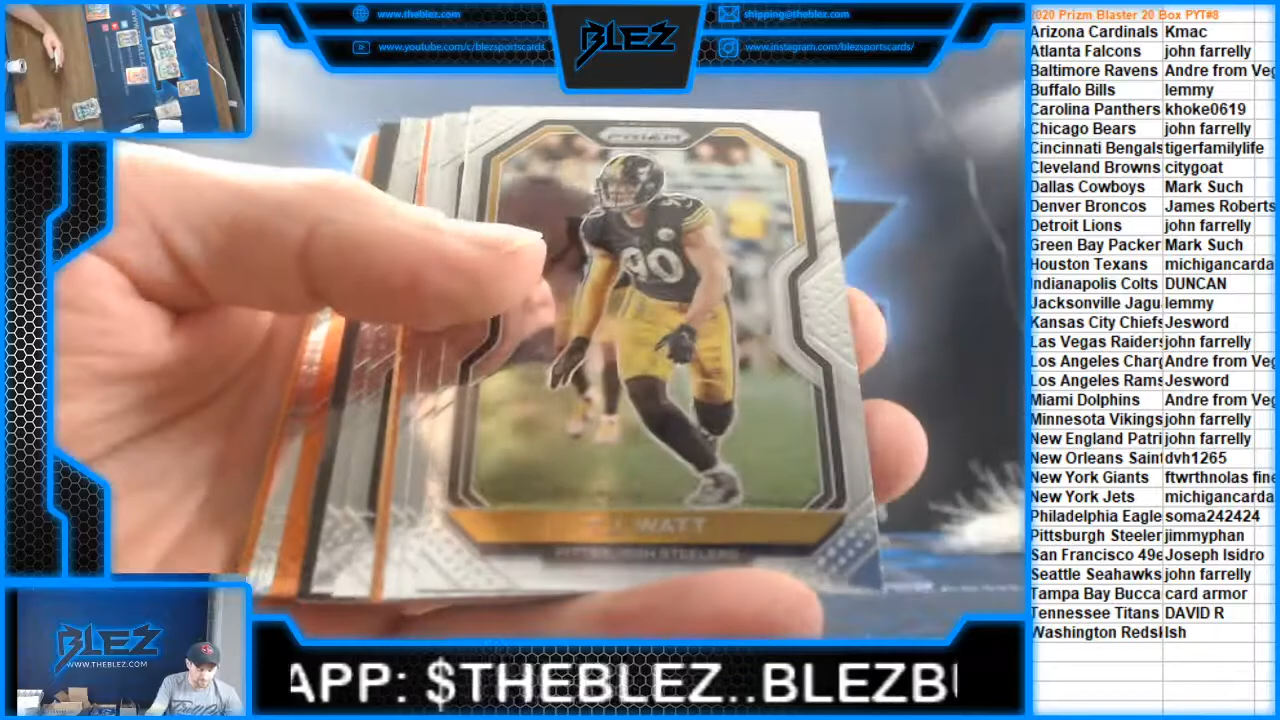 www.theblez.com
shipping@theblez.com
www.youtube.com/c/blezsportscards
www.instagram.com/blezsportscards/
BLEZ
PRIZM
90
T.J. WATT
PITTSBURGH STEELERS
BLEZ
WWW.THEBLEZ.COM
APP: $THEBLEZ..BLEZB
2020 Prizm Blaster 20 Box PYT#8
Arizona Cardinals Kmac
Atlanta Falcons john farrelly
Baltimore Ravens Andre from Veg
Buffalo Bills lemmy
Carolina Panthers khoke0619
Chicago Bears john farrelly
Cincinnati Bengals tigerfamilylife
Cleveland Browns citygoat
Dallas Cowboys Mark Such
Denver Broncos James Roberts
Detroit Lions john farrelly
Green Bay Packer Mark Such
Houston Texans michigancarda
Indianapolis Colts DUNCAN
Jacksonville Jagu lemmy
Kansas City Chiefs Jesword
Las Vegas Raiders john farrelly
Los Angeles Charg Andre from Veg
Los Angeles Rams Jesword
Miami Dolphins Andre from Veg
Minnesota Vikings john farrelly
New England Patri john farrelly
New Orleans Saint dvh1265
New York Giants ftwrthnolas fine
New York Jets michigancarda
Philadelphia Eagle soma242424
Pittsburgh Steeler jimmyphan
San Francisco 49e Joseph Isidro
Seattle Seahawks john farrelly
Tampa Bay Bucca card armor
Tennessee Titans DAVID R
Washington Redsk Ish